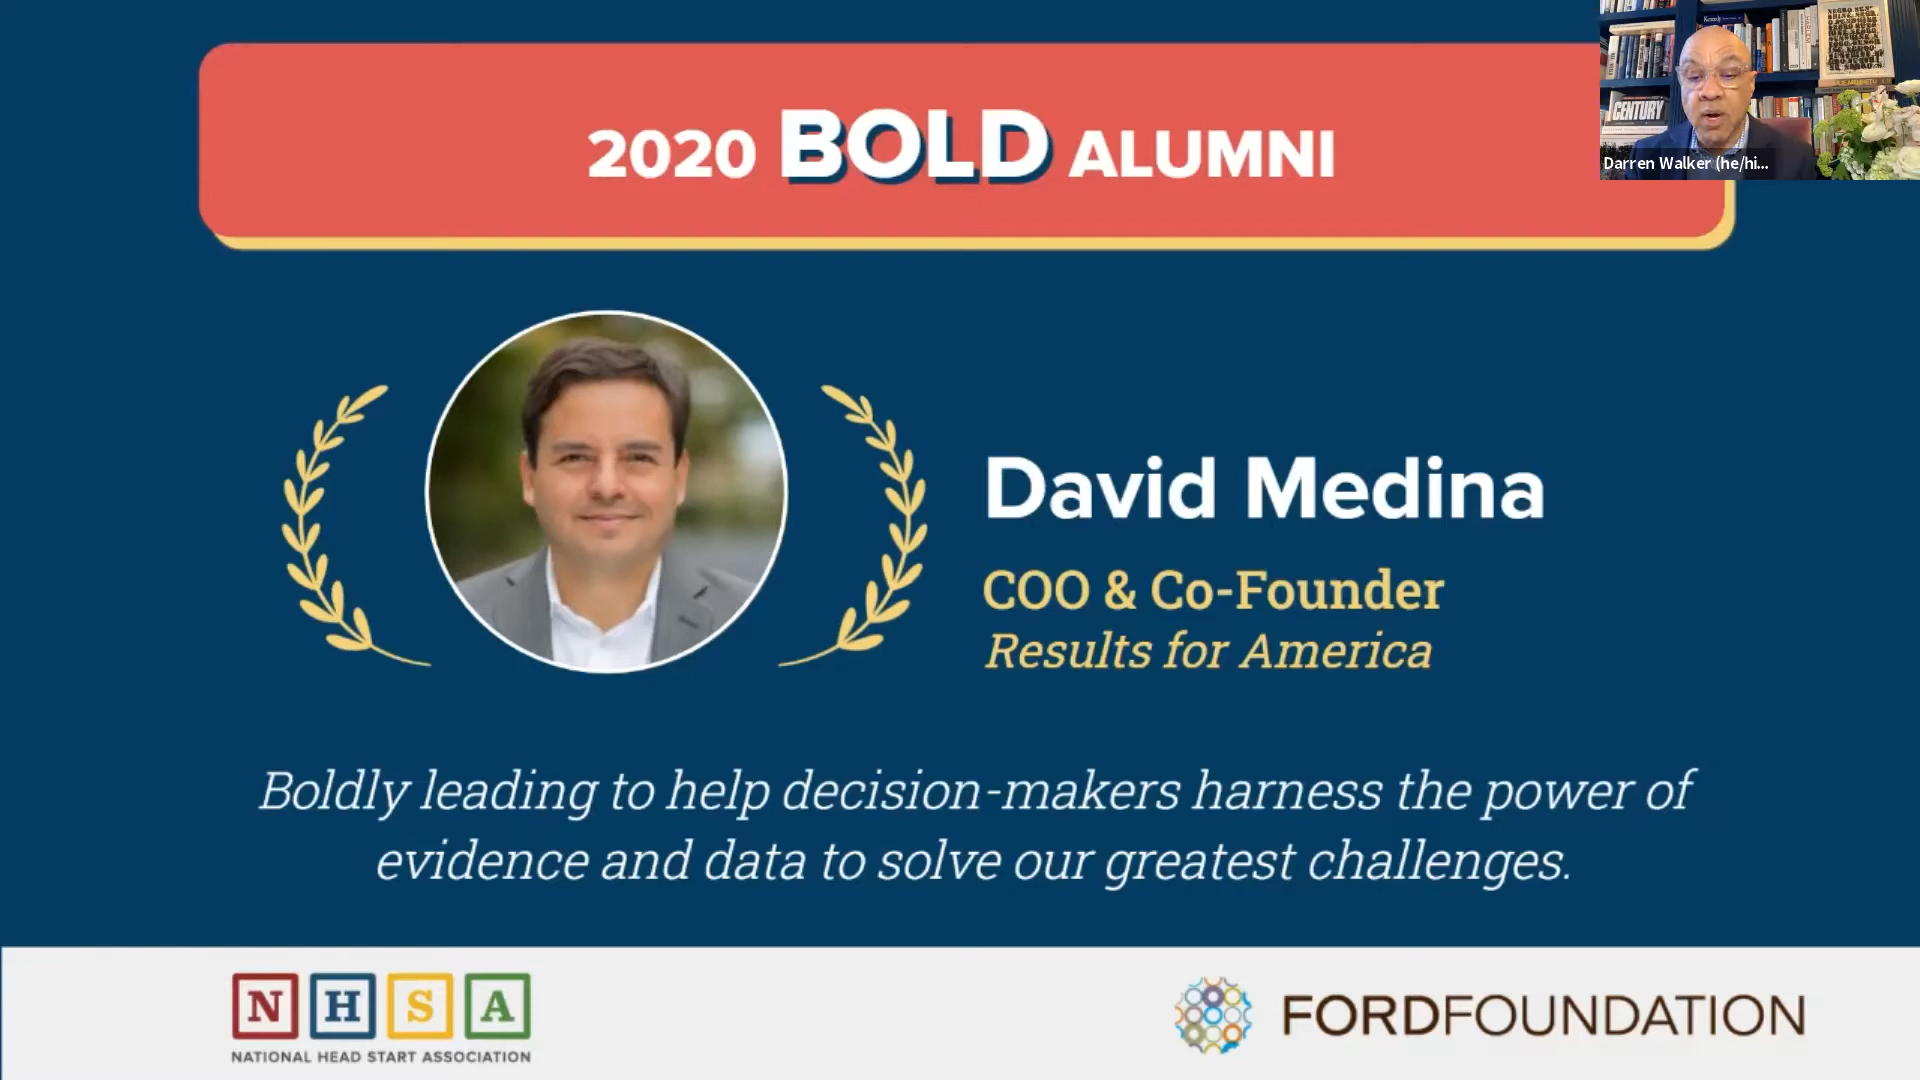 2020 BOLD ALUMNI
CENTURY
Darren Walker (he/hi...
David Medina
COO & Co-Founder
Results for America
Boldly leading to help decision-makers harness the power of
evidence and data to solve our greatest challenges.
N H S A
NATIONAL HEAD START ASSOCIATION
FORDFOUNDATION